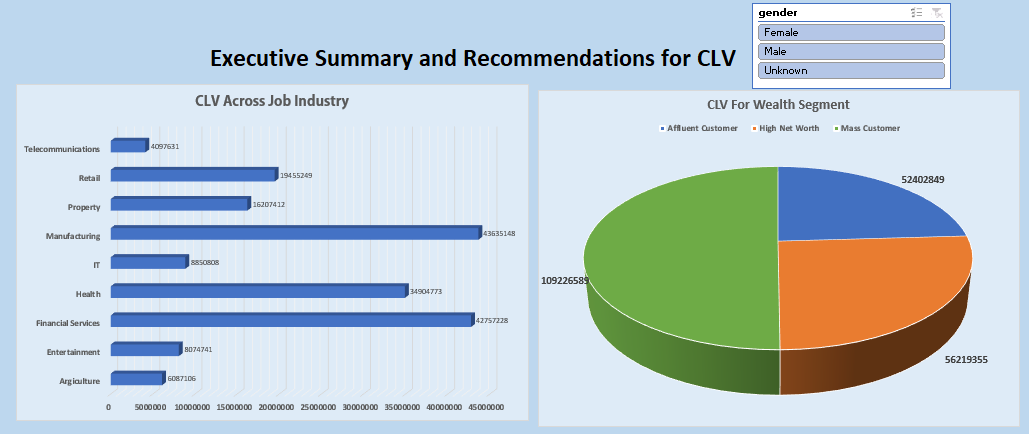 gender
Female
Male
Unknown
Executive Summary and Recommendations for CLV
CLV Across Job Industry
Telecommunications 4097631
Retail 19455249
Property 16207412
Manufacturing 43635148
IT 8850808
Health 34904773
Financial Services 42757228
Entertainment 8074741
Argiculture 6087106
0 5000000 10000000 15000000 20000000 25000000 30000000 35000000 40000000 45000000
CLV For Wealth Segment
Affluent Customer High Net Worth Mass Customer
52402849
109226589
56219355